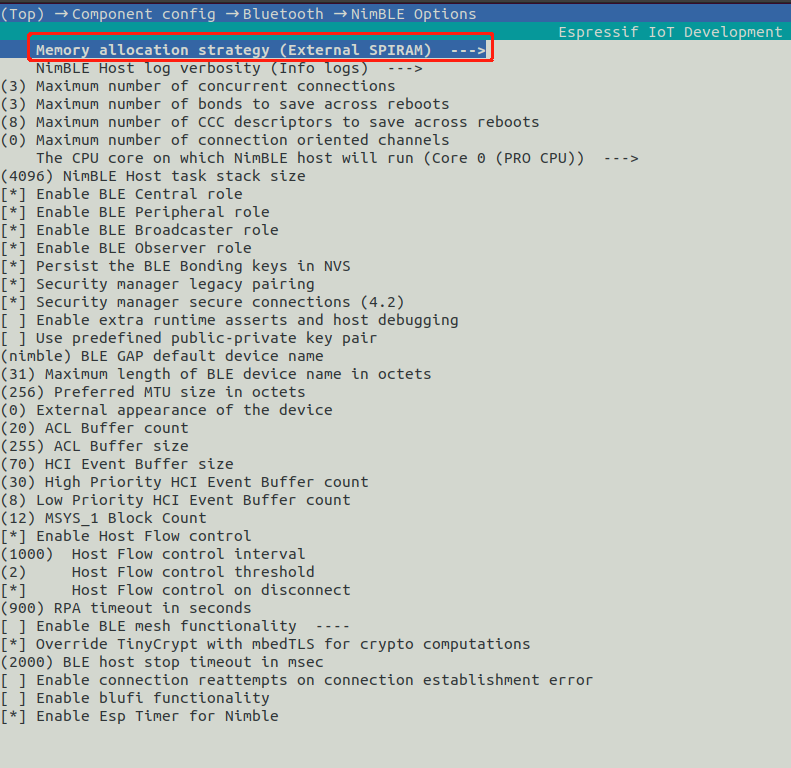 (Top) →Component config →Bluetooth →NimBLE Options
Espressif IoT Development
Memory allocation strategy (External SPIRAM)  --->
NimBLE Host log verbosity (Info logs)  --->
(3) Maximum number of concurrent connections
(3) Maximum number of bonds to save across reboots
(8) Maximum number of CCC descriptors to save across reboots
(0) Maximum number of connection oriented channels
The CPU core on which NimBLE host will run (Core 0 (PRO CPU))  --->
(4096) NimBLE Host task stack size
[*] Enable BLE Central role
[*] Enable BLE Peripheral role
[*] Enable BLE Broadcaster role
[*] Enable BLE Observer role
[*] Persist the BLE Bonding keys in NVS
[*] Security manager legacy pairing
[*] Security manager secure connections (4.2)
[ ] Enable extra runtime asserts and host debugging
[ ] Use predefined public-private key pair
(nimble) BLE GAP default device name
(31) Maximum length of BLE device name in octets
(256) Preferred MTU size in octets
(0) External appearance of the device
(20) ACL Buffer count
(255) ACL Buffer size
(70) HCI Event Buffer size
(30) High Priority HCI Event Buffer count
(8) Low Priority HCI Event Buffer count
(12) MSYS_1 Block Count
[*] Enable Host Flow control
(1000)  Host Flow control interval
(2)     Host Flow control threshold
[*]     Host Flow control on disconnect
(900) RPA timeout in seconds
[ ] Enable BLE mesh functionality  ----
[*] Override TinyCrypt with mbedTLS for crypto computations
(2000) BLE host stop timeout in msec
[ ] Enable connection reattempts on connection establishment error
[ ] Enable blufi functionality
[*] Enable Esp Timer for Nimble